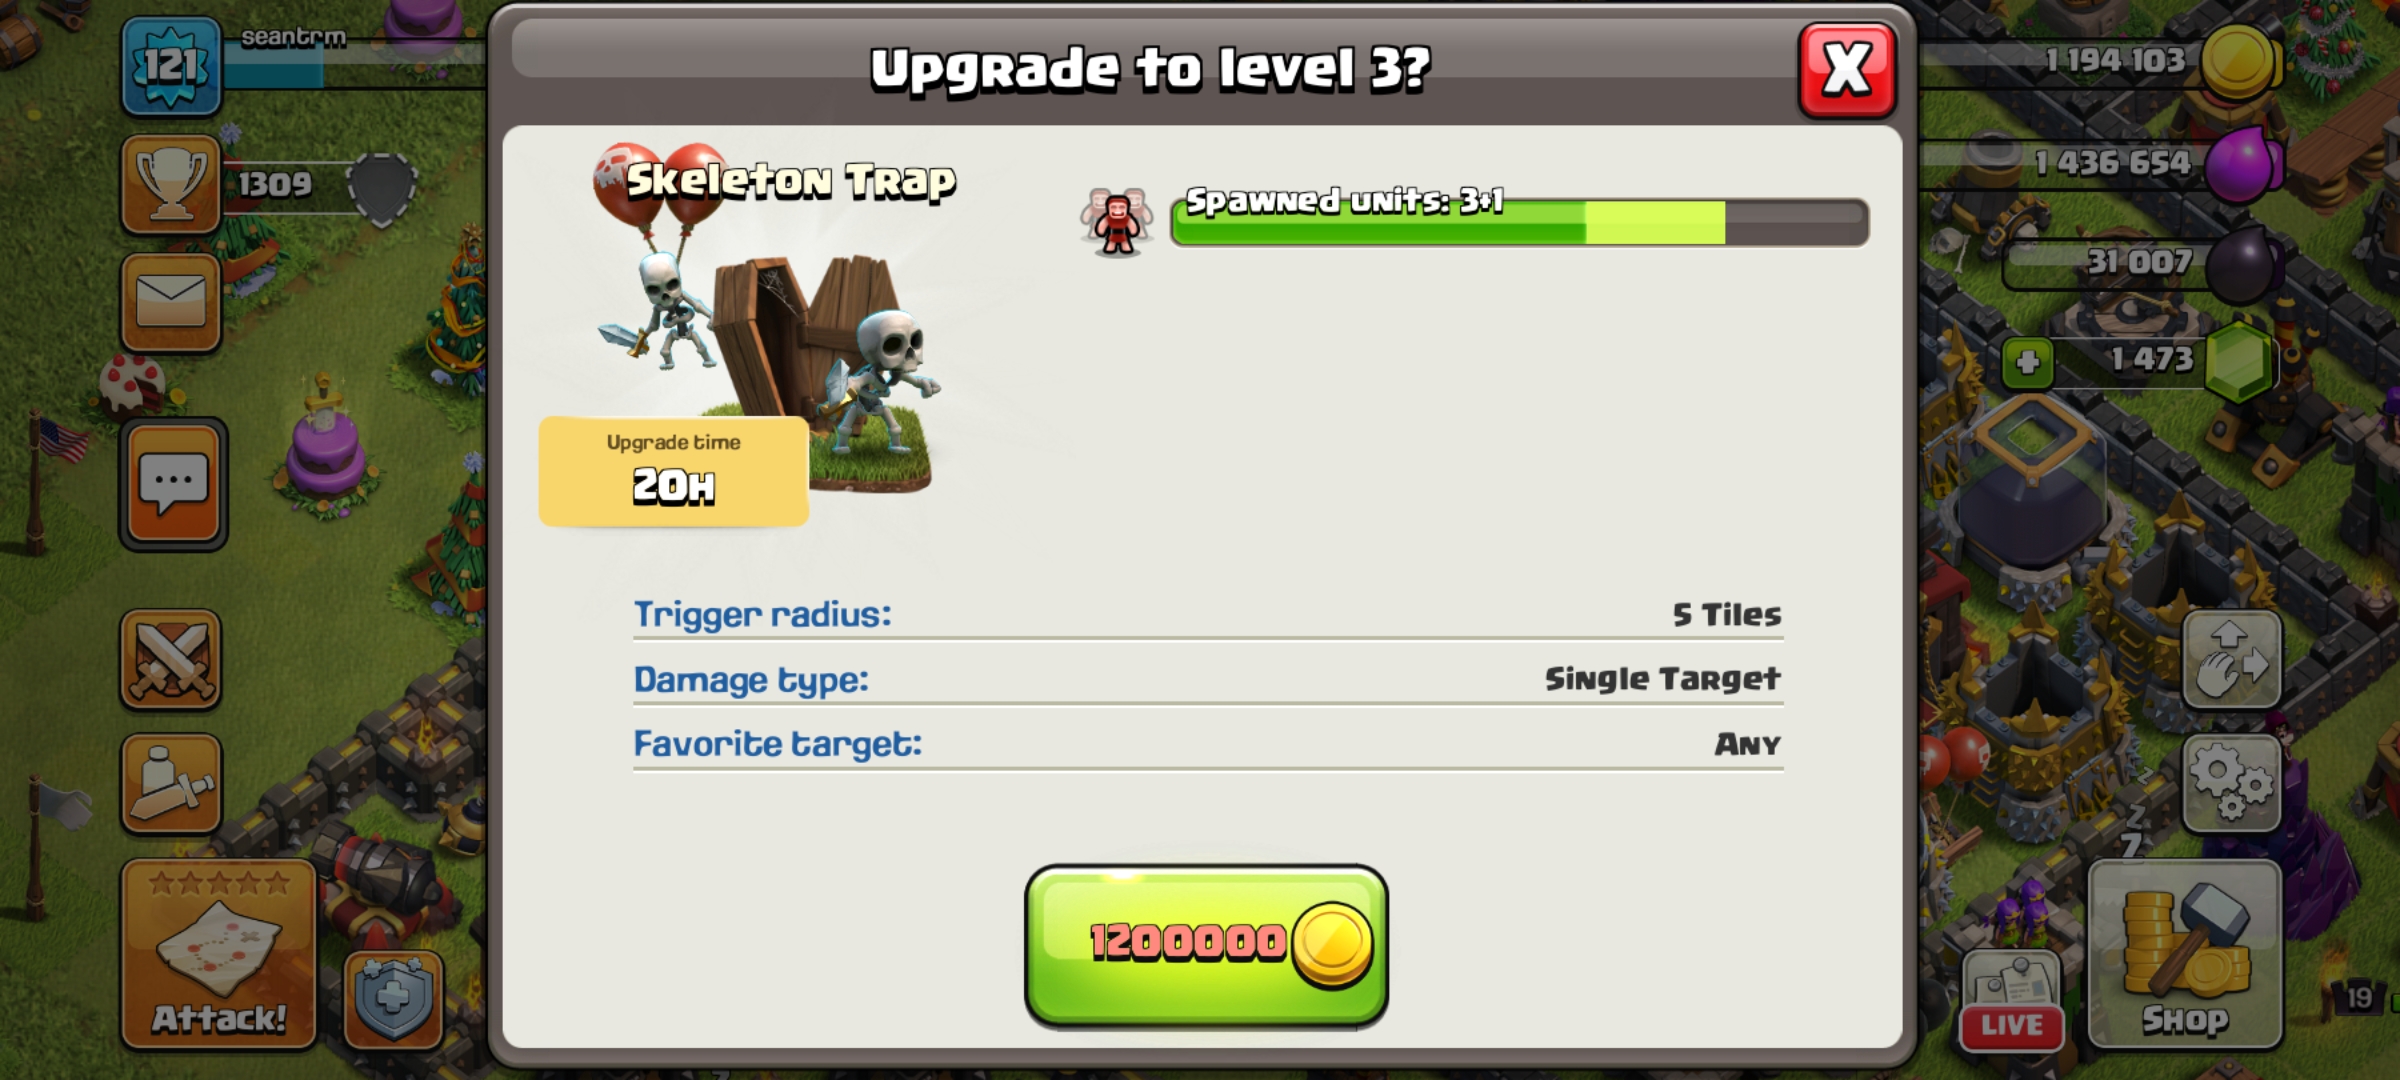 121
seantrm
1309
Attack!
Upgrade to level 3?
X
Skeleton Trap
Spawned units: 3+1
Upgrade time
20H
Trigger radius: 5 Tiles
Damage type: Single Target
Favorite target: Any
1200000
1 194 103
1 436 654
31 007
1 473
z
z
z
LIVE
Shop
19
z